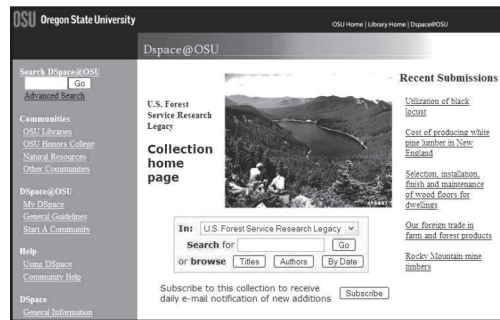 OSU Oregon State University
OSU Home | Library Home | Dspace@OSU
Dspace@OSU
Search DSpace@OSU
Go
Advanced Search
Communities
OSU Libraries
OSU Honors College
Natural Resources
Other Communities
DSpace@OSU
My DSpace
General Guidelines
Start A Community
Help
Using DSpace
Community Help
DSpace
General Information
U.S. Forest
Service Research
Legacy
Collection
home
page
In: U.S. Forest Service Research Legacy
Search for Go
or browse Titles Authors By Date
Subscribe to this collection to receive
daily e-mail notification of new additions
Subscribe
Recent Submissions
Utilization of black
locust
Cost of producing white
pine lumber in New
England
Selection, installation,
finish and maintenance
of wood floors for
dwellings
Our foreign trade in
farm and forest products
Rocky Mountain mine
timbers